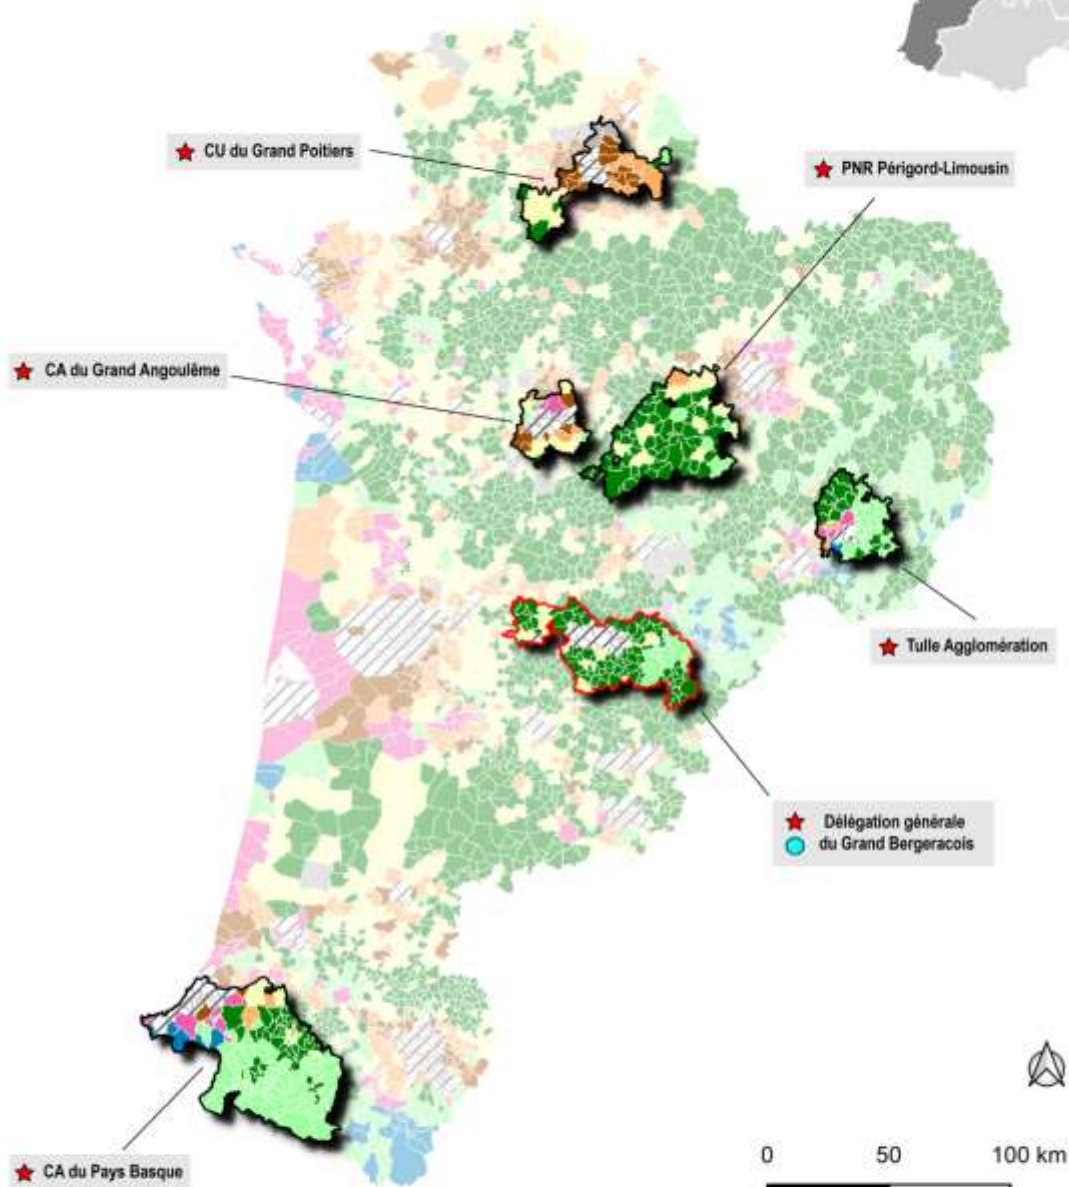 CU du Grand Poitiers
PNR Périgord-Limousin
CA du Grand Angoulême
Tulle Agglomération
Délégation générale
du Grand Bergeracois
CA du Pays Basque
0 50 100 km